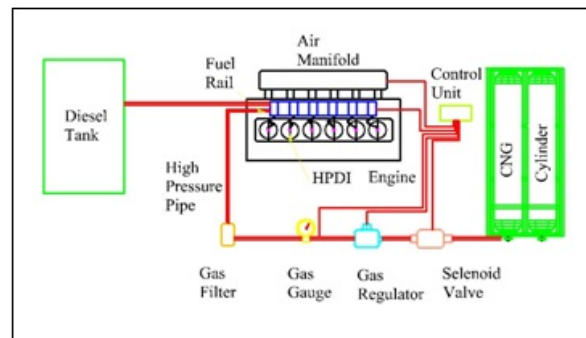 Air
Manifold
Fuel
Rail
Control
Unit
Diesel
Tank
CNG
Cylinder
High
Pressure
Pipe
HPDI
Engine
Gas
Filter
Gas
Gauge
Gas
Regulator
Selenoid
Valve